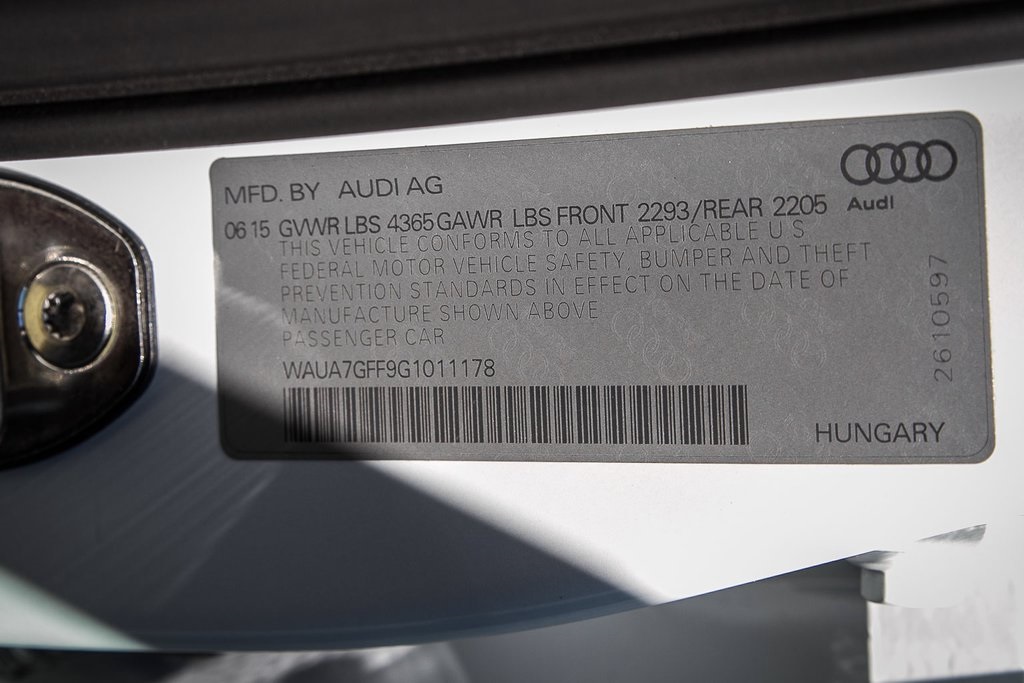 MFD. BY AUDI AG
Audi
06 15 GVWR LBS 4365 GAWR LBS FRONT 2293/REAR 2205
THIS VEHICLE CONFORMS TO ALL APPLICABLE U S
FEDERAL MOTOR VEHICLE SAFETY, BUMPER AND THEFT
PREVENTION STANDARDS IN EFFECT ON THE DATE OF
MANUFACTURE SHOWN ABOVE
PASSENGER CAR
WAUA7GFF9G1011178
2610597
HUNGARY